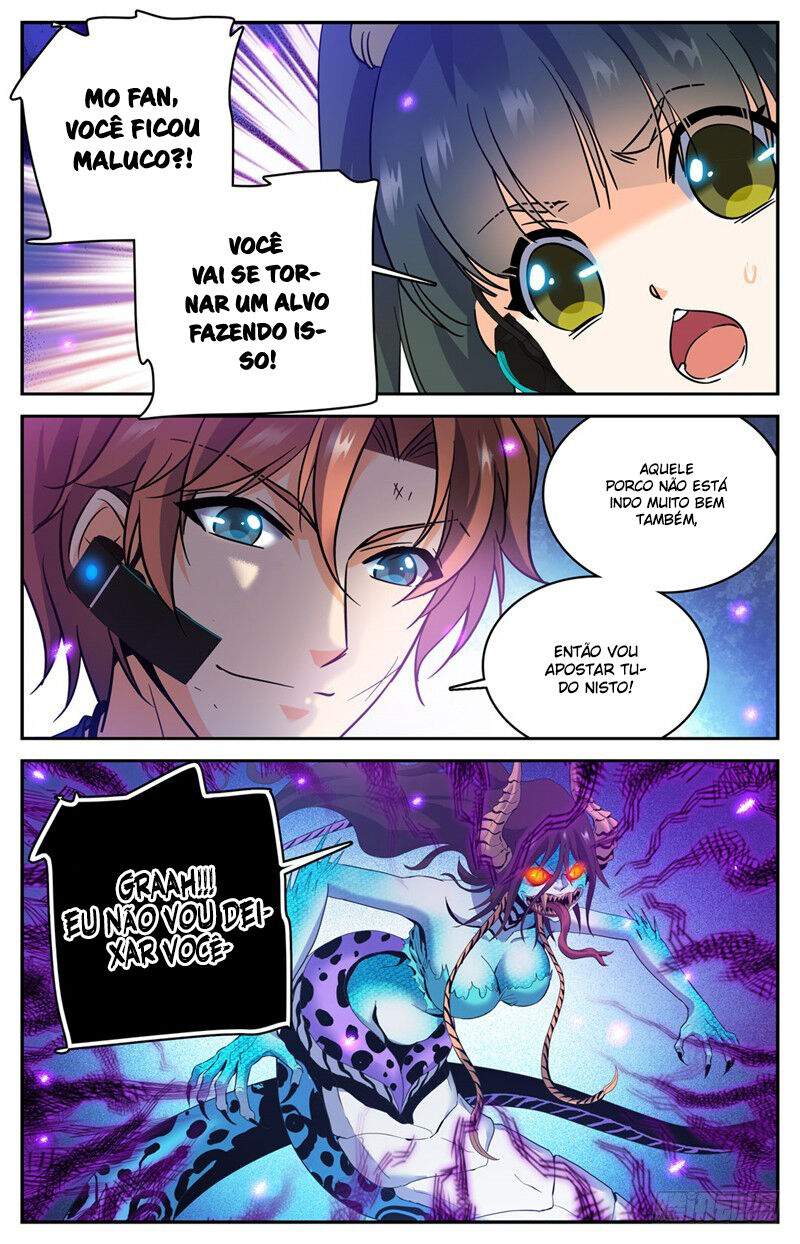 MO FAN,
VOCÊ FICOU
MALUCO?!
VOCÊ
VAI SE TOR-
NAR UM ALVO
FAZENDO IS-
SO!
AQUELE
PORCO NÃO ESTÁ
INDO MUITO BEM
TAMBÉM,
ENTÃO VOU
APOSTAR TU-
DO NISTO!
GRAAH!!!
EU NÃO VOU DEI-
XAR VOCÊ-